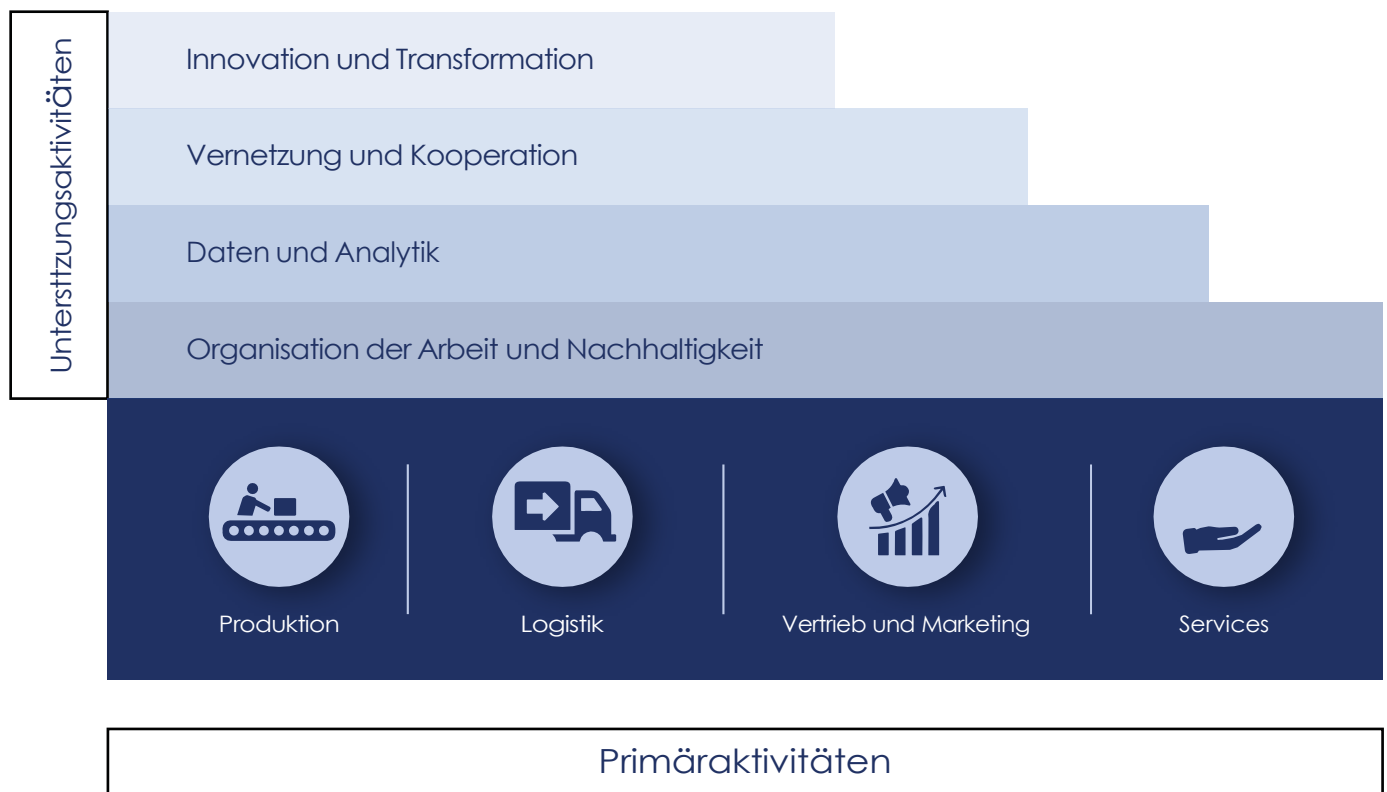 Untersttzungsaktivitäten
Innovation und Transformation
Vernetzung und Kooperation
Daten und Analytik
Organisation der Arbeit und Nachhaltigkeit
Produktion
Logistik
Vertrieb und Marketing
Services
Primäraktivitäten